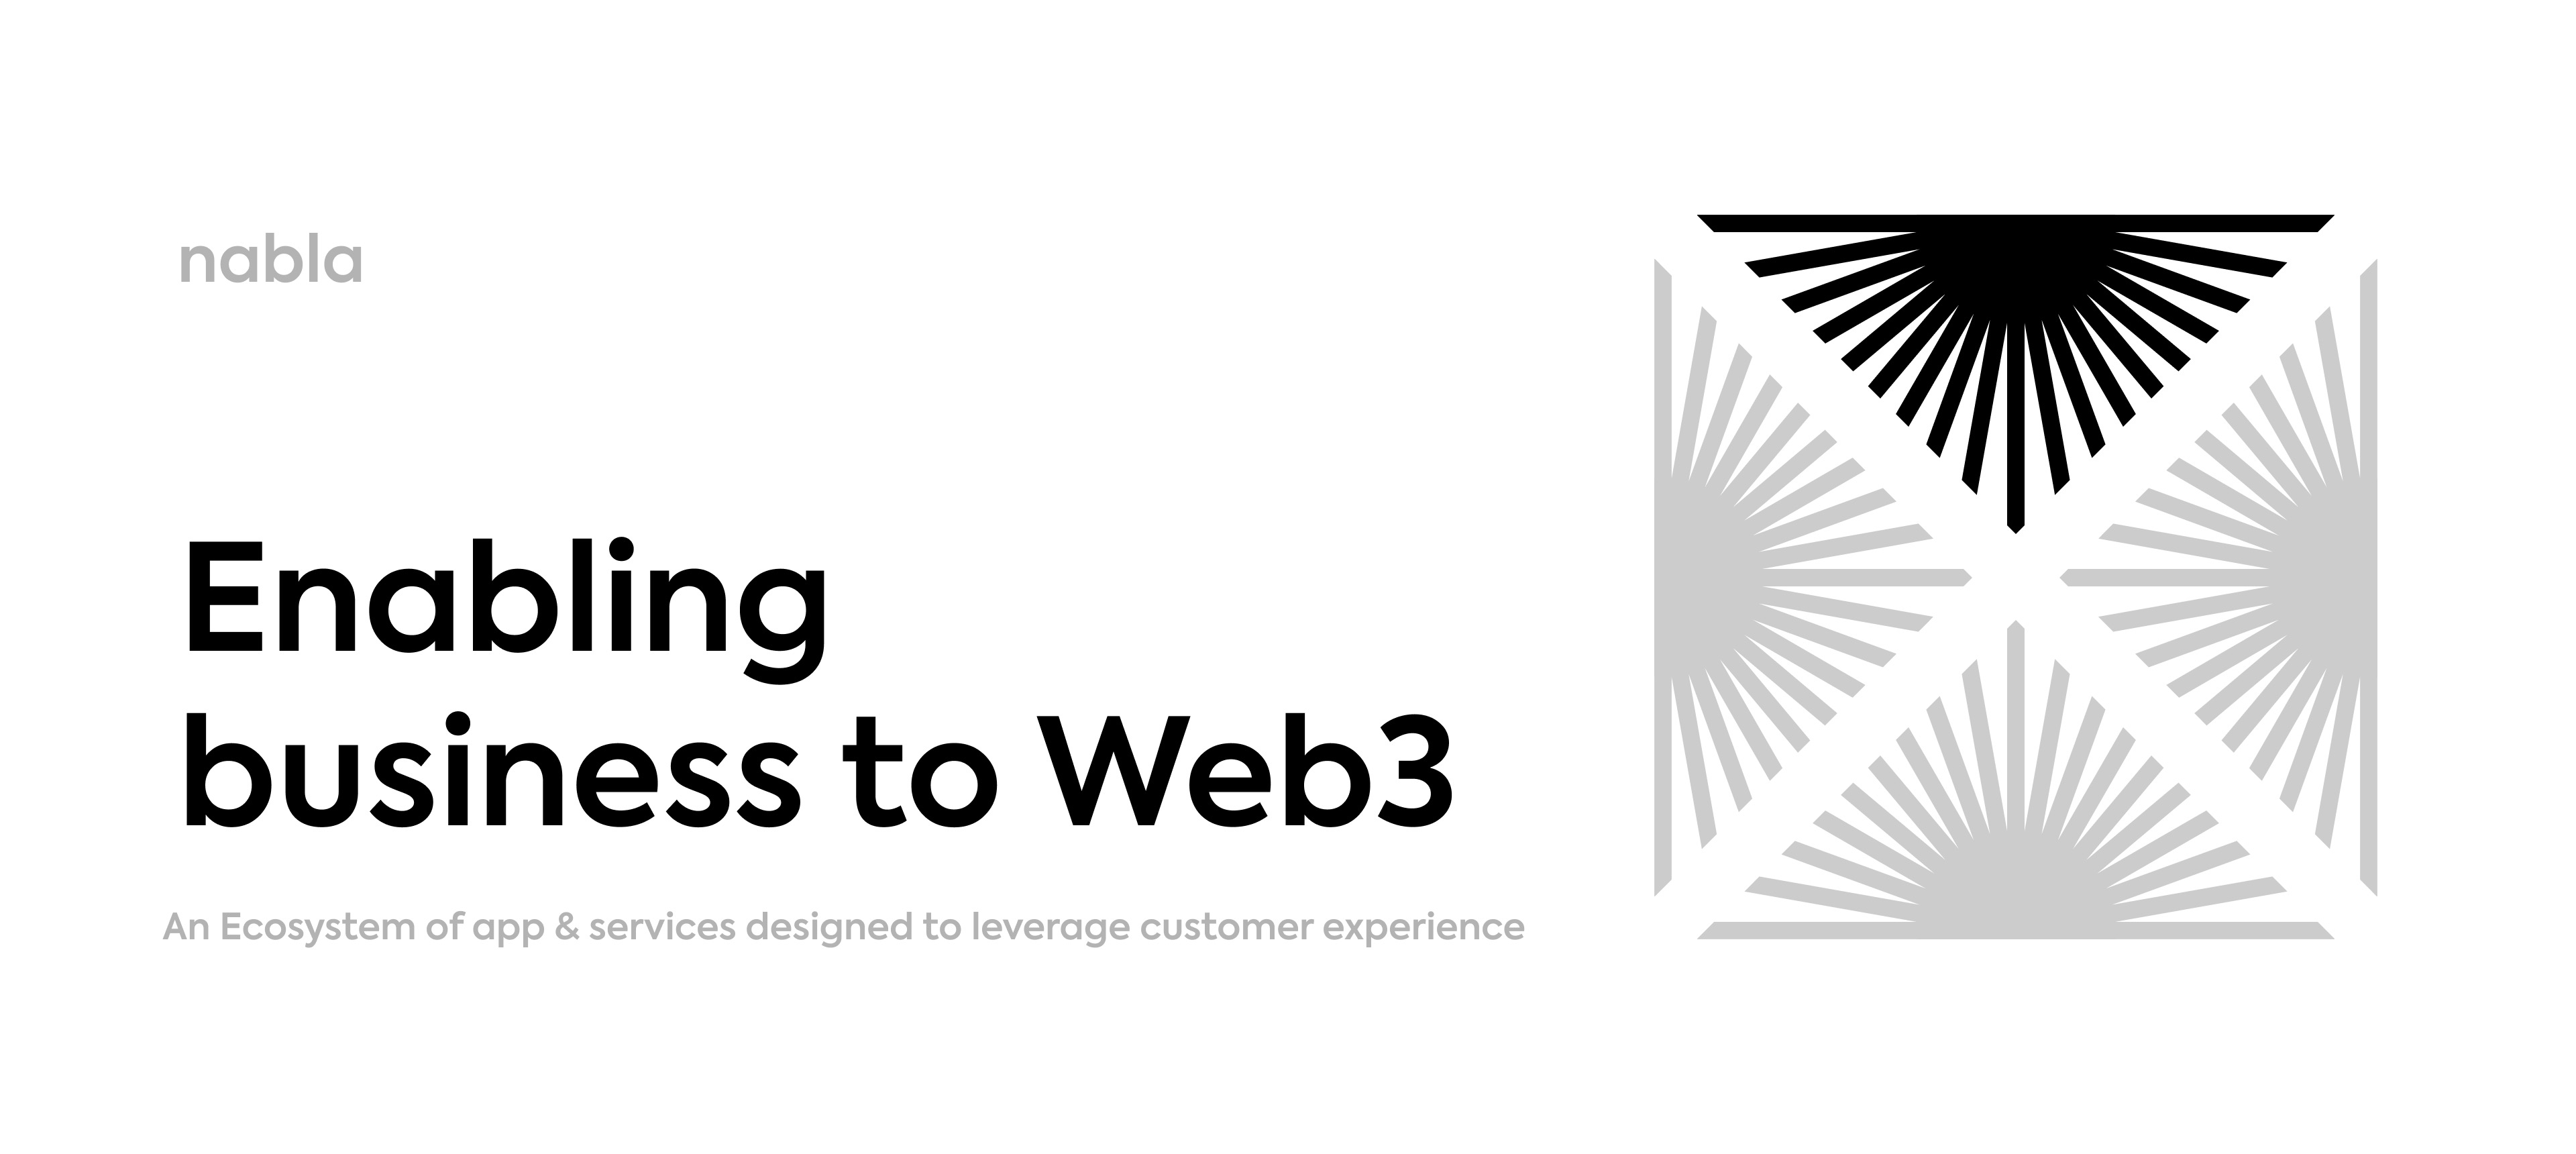 nabla
Enabling
business to Web3
An Ecosystem of app & services designed to leverage customer experience